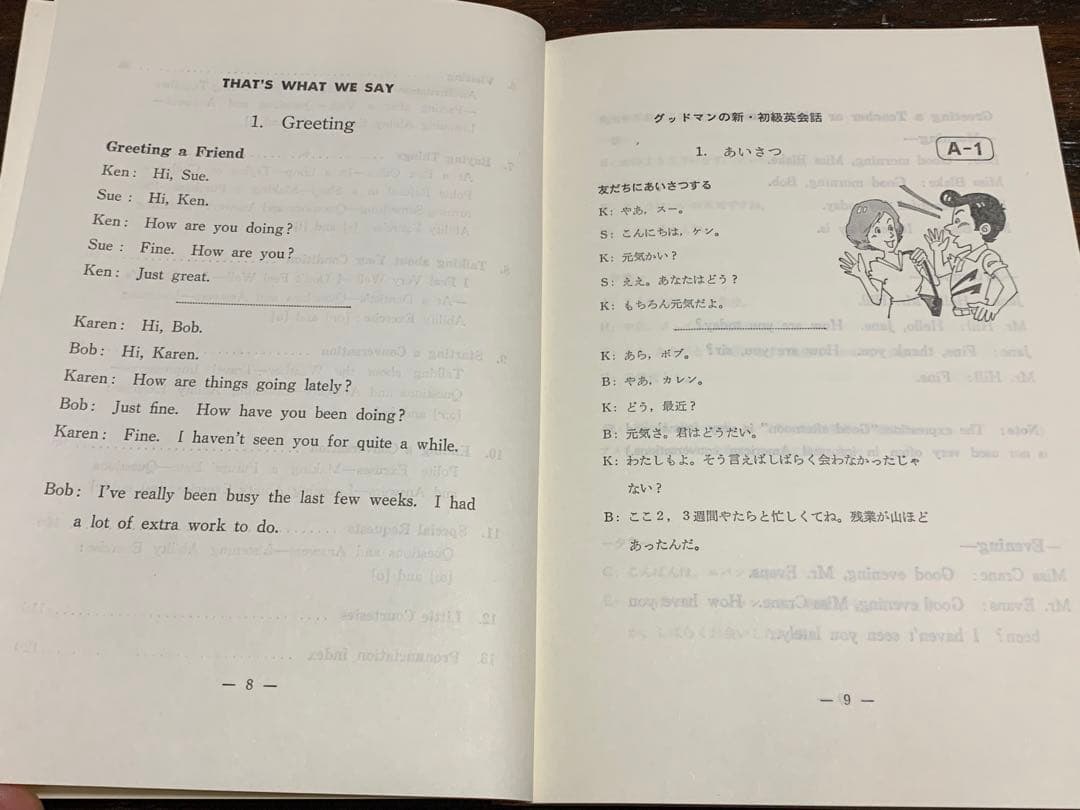 THAT'S WHAT WE SAY
1. Greeting
Greeting a Friend
Ken: Hi, Sue.
Sue: Hi, Ken.
Ken: How are you doing?
Sue: Fine. How are you?
Ken: Just great.
Karen: Hi, Bob.
Bob: Hi, Karen.
Karen: How are things going lately?
Bob: Just fine. How have you been doing?
Karen: Fine. I haven't seen you for quite a while.
Bob: I've really been busy the last few weeks. I had
a lot of extra work to do.
— 8 —
グッドマンの新・初級英会話
1. あいさつ
A-1
友だちにあいさつする
K: やあ，スー。
S: こんにちは，ケン。
K: 元気かい？
S: ええ。あなたはどう？
K: もちろん元気だよ。
K: あら，ボブ。
B: やあ，カレン。
K: どう，最近？
B: 元気さ。君はどうだい。
K: わたしもよ。そう言えばしばらく会わなかったじゃ
ない？
B: ここ2，3週間やたらと忙しくてね。残業が山ほど
あったんだ。
— 9 —